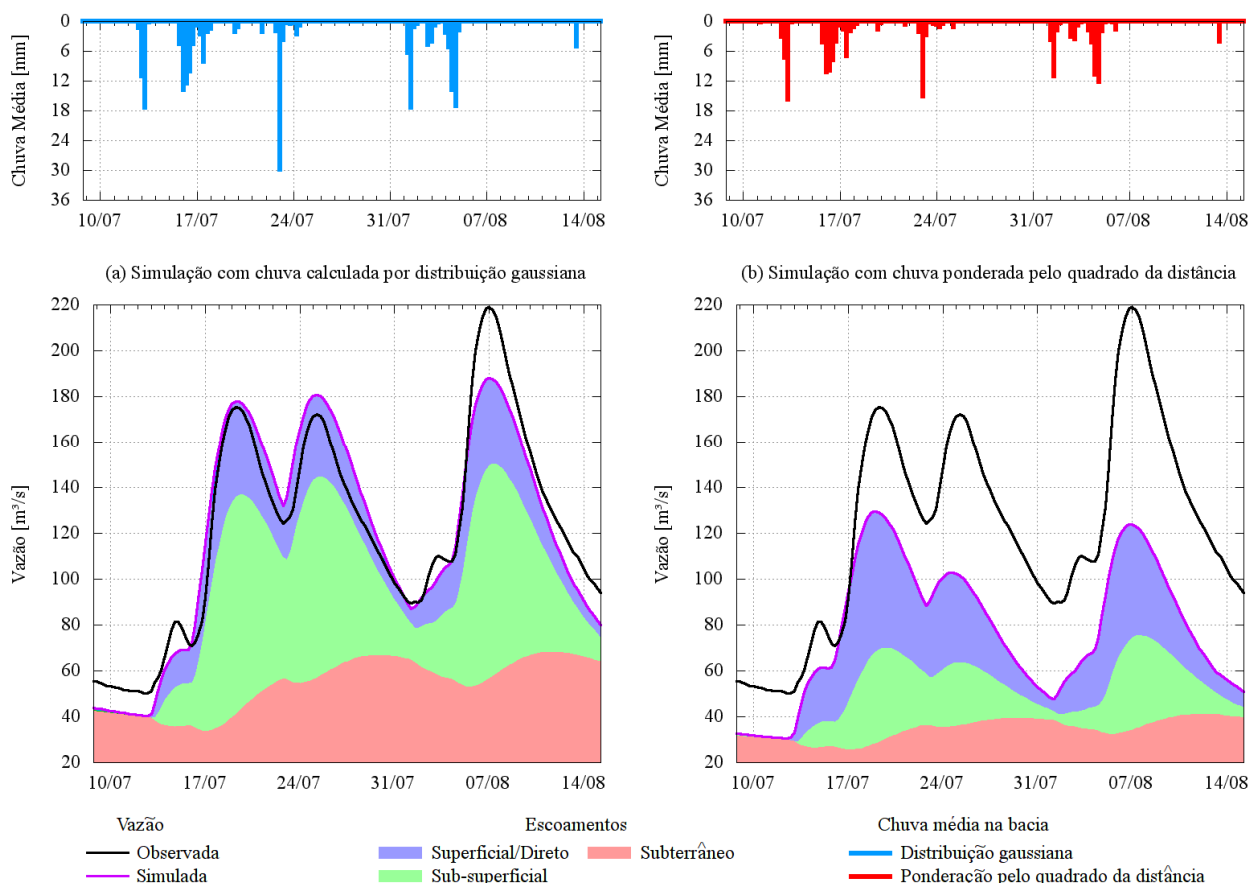 0
6
12
18
24
30
36
Chuva Média [mm]
10/07 17/07 24/07 31/07 07/08 14/08
0
6
12
18
24
30
36
Chuva Média [mm]
10/07 17/07 24/07 31/07 07/08 14/08
(a) Simulação com chuva calculada por distribuição gaussiana
220
200
180
160
140
120
100
80
60
40
20
Vazão [m³/s]
10/07 17/07 24/07 31/07 07/08 14/08
(b) Simulação com chuva ponderada pelo quadrado da distância
220
200
180
160
140
120
100
80
60
40
20
Vazão [m³/s]
10/07 17/07 24/07 31/07 07/08 14/08
Vazão
Observada
Simulada
Escoamentos
Superficial/Direto
Sub-superficial
Subterrâneo
Chuva média na bacia
Distribuição gaussiana
Ponderação pelo quadrado da distância